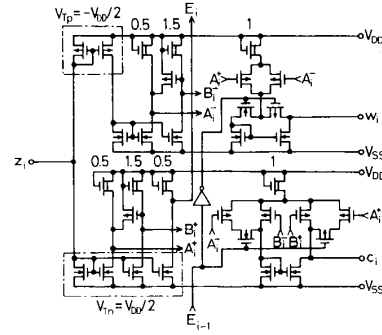 V_Tp=-V_DD/2
0.5 1.5 E_i 1
V_DD
A_i^+ A_i^-
B_i^-
A_i^-
w_i
V_SS
z_i
0.5 1.5 0.5 1
V_DD
A_i^- B_i^- B_i^+ A_i^+
B_i^+
A_i^+
c_i
V_Tn=V_DD/2
V_SS
E_i-1